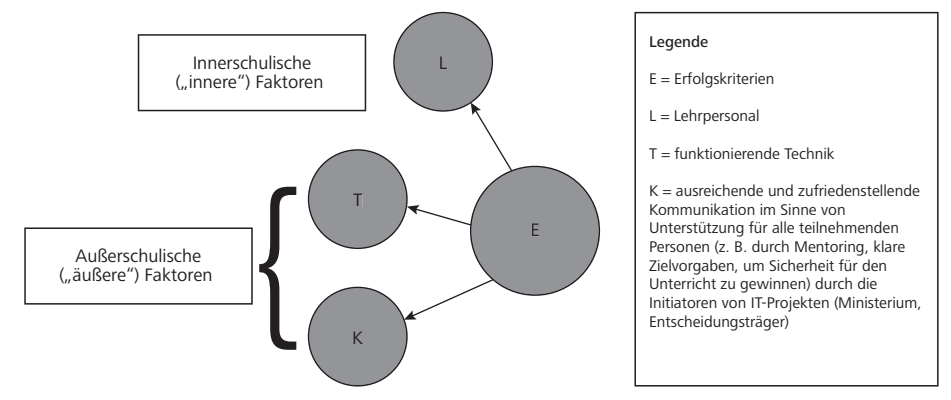 Innerschulische
(„innere“) Faktoren
L
T
E
Außerschulische
(„äußere“) Faktoren
K
Legende
E = Erfolgskriterien
L = Lehrpersonal
T = funktionierende Technik
K = ausreichende und zufriedenstellende
Kommunikation im Sinne von
Unterstützung für alle teilnehmenden
Personen (z. B. durch Mentoring, klare
Zielvorgaben, um Sicherheit für den
Unterricht zu gewinnen) durch die
Initiatoren von IT-Projekten (Ministerium,
Entscheidungsträger)